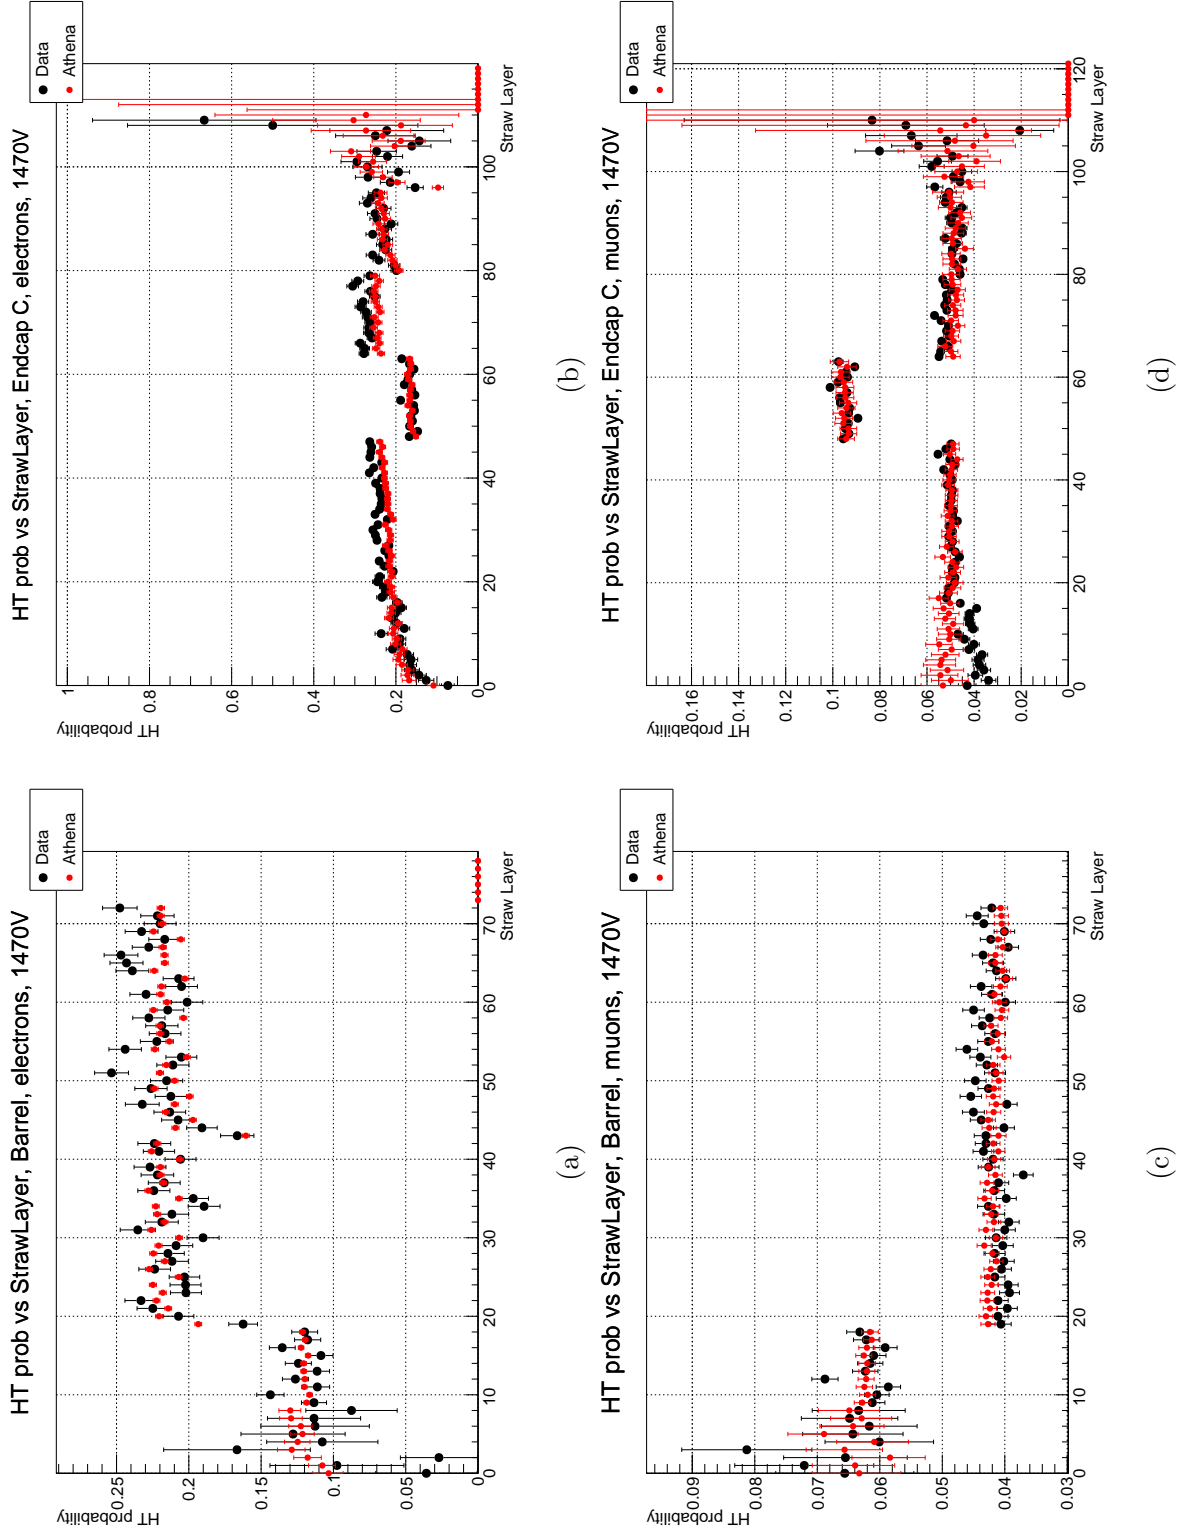 HT prob vs StrawLayer, Barrel, electrons, 1470V
HT probability
0.25
0.2
0.15
0.1
0.05
0
0 10 20 30 40 50 60 70
Straw Layer
Data
Athena
(a)
HT prob vs StrawLayer, Endcap C, electrons, 1470V
HT probability
1
0.8
0.6
0.4
0.2
0
0 20 40 60 80 100
Straw Layer
Data
Athena
(b)
HT prob vs StrawLayer, Barrel, muons, 1470V
HT probability
0.09
0.08
0.07
0.06
0.05
0.04
0.03
0 10 20 30 40 50 60 70
Straw Layer
Data
Athena
(c)
HT prob vs StrawLayer, Endcap C, muons, 1470V
HT probability
0.16
0.14
0.12
0.1
0.08
0.06
0.04
0.02
0
0 20 40 60 80 100 120
Straw Layer
Data
Athena
(d)